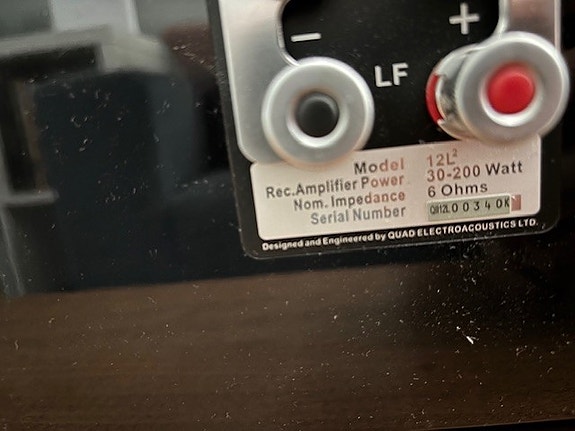 − +
LF
Model 12L²
Rec.Amplifier Power 30-200 Watt
Nom. Impedance 6 Ohms
Serial Number
Designed and Engineered by QUAD ELECTROACOUSTICS LTD.